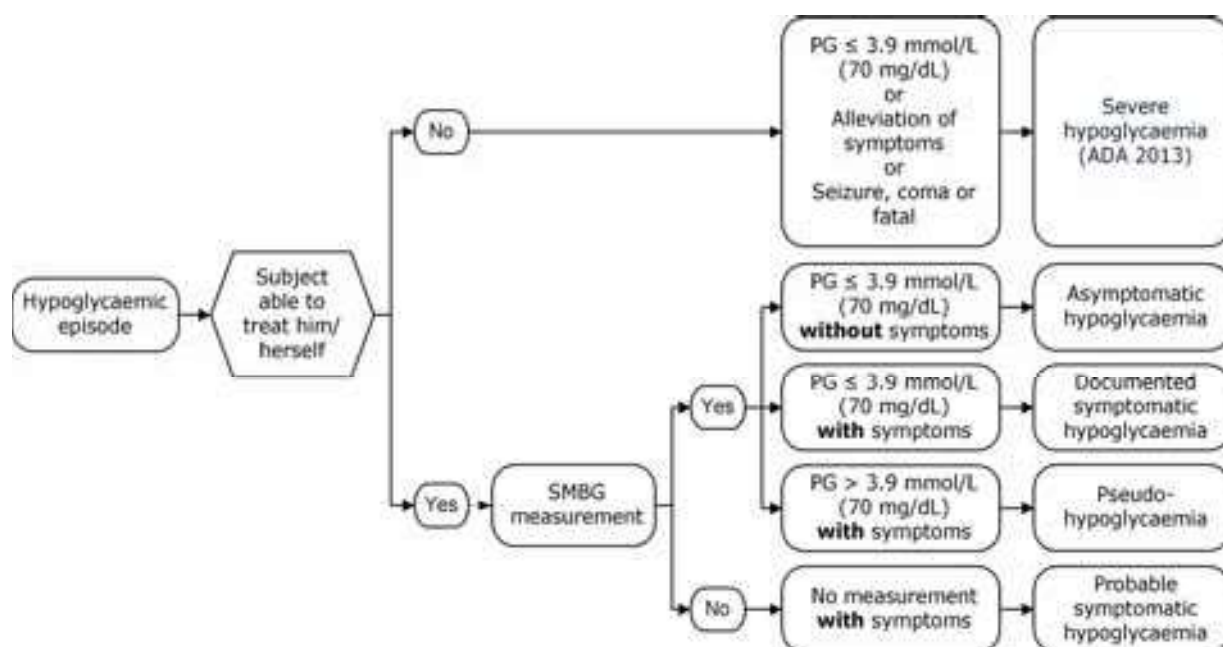 PG ≤ 3.9 mmol/L
(70 mg/dL)
or
Alleviation of
symptoms
or
Seizure, coma or
fatal
Severe
hypoglycaemia
(ADA 2013)
No
Hypoglycaemic
episode
Subject
able to
treat him/
herself
PG ≤ 3.9 mmol/L
(70 mg/dL)
without symptoms
Asymptomatic
hypoglycaemia
Yes
PG ≤ 3.9 mmol/L
(70 mg/dL)
with symptoms
Documented
symptomatic
hypoglycaemia
Yes
SMBG
measurement
PG > 3.9 mmol/L
(70 mg/dL)
with symptoms
Pseudo-
hypoglycaemia
No
No measurement
with symptoms
Probable
symptomatic
hypoglycaemia